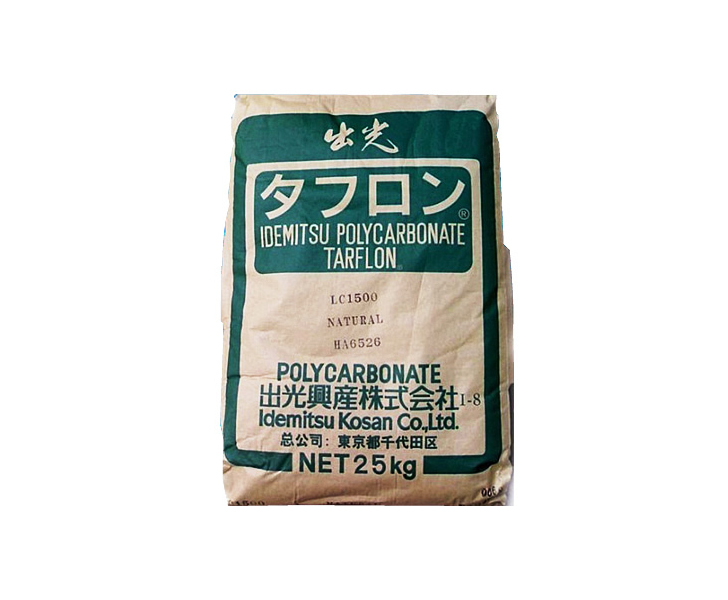 出光
タフロン®
IDEMITSU POLYCARBONATE
TARFLON®
LC1500
NATURAL
HA6526
POLYCARBONATE
出光興産株式会社1-8
Idemitsu Kosan Co.,Ltd.
总公司: 東京都千代田区
NET 25kg